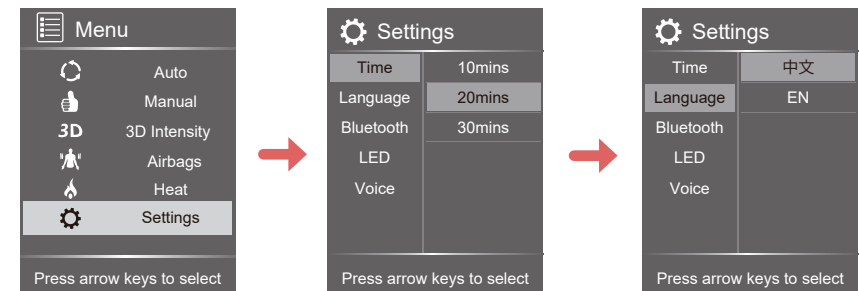 Menu
Auto
Manual
3D 3D Intensity
Airbags
Heat
Settings
Press arrow keys to select
Settings
Time 10mins
Language 20mins
Bluetooth 30mins
LED
Voice
Press arrow keys to select
Settings
Time 中文
Language EN
Bluetooth
LED
Voice
Press arrow keys to select